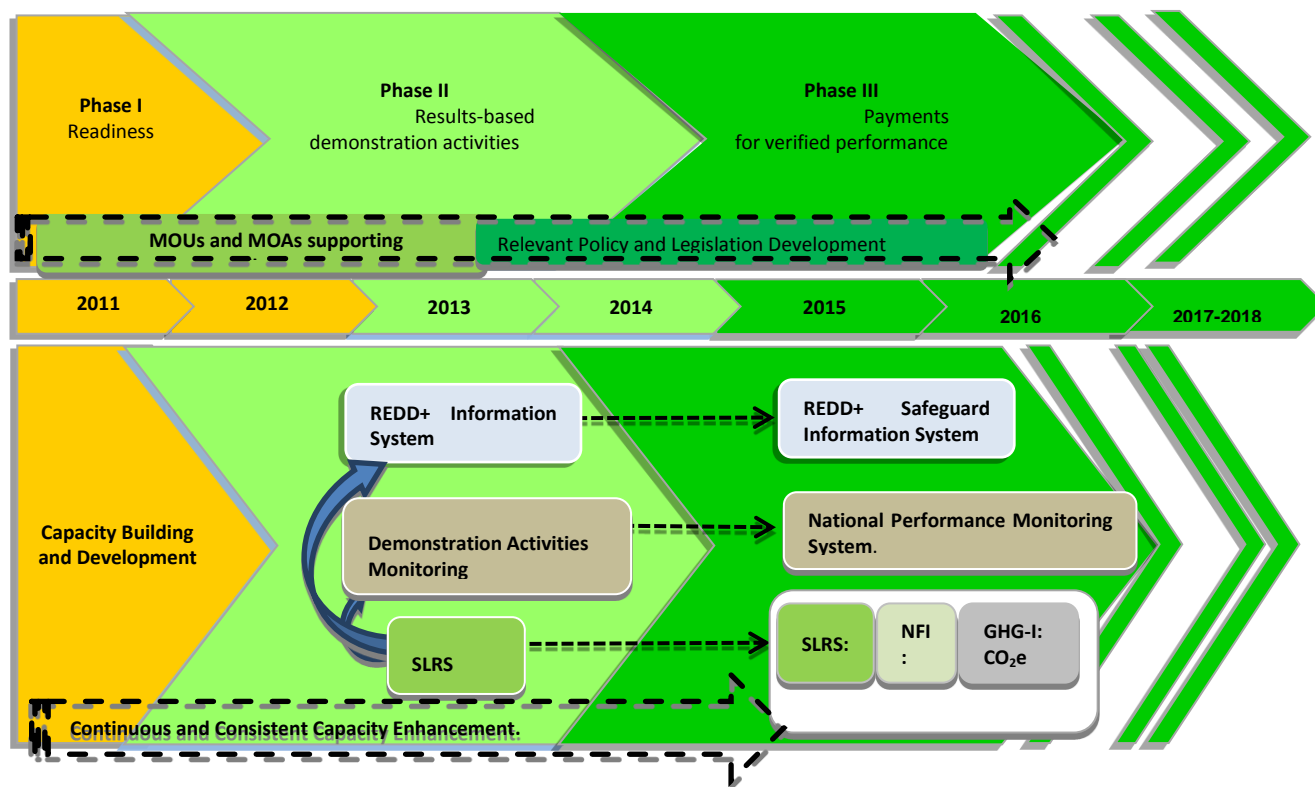 Phase I
Readiness
Phase II
Results-based
demonstration activities
Phase III
Payments
for verified performance
MOUs and MOAs supporting
Relevant Policy and Legislation Development
2011
2012
2013
2014
2015
2016
2017-2018
REDD+ Information
System
REDD+ Safeguard
Information System
Capacity Building
and Development
Demonstration Activities
Monitoring
National Performance Monitoring
System.
SLRS
SLRS:
NFI
:
GHG-I:
CO₂e
Continuous and Consistent Capacity Enhancement.